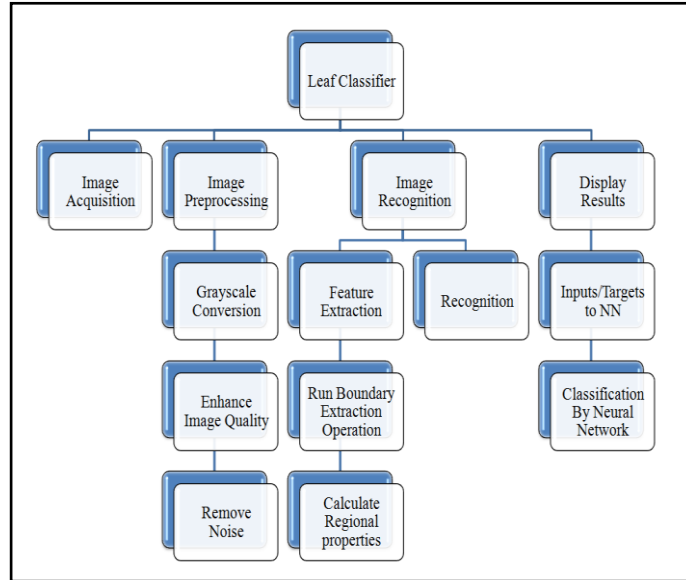 Leaf Classifier
Image
Acquisition
Image
Preprocessing
Image
Recognition
Display
Results
Grayscale
Conversion
Feature
Extraction
Recognition
Inputs/Targets
to NN
Enhance
Image Quality
Run Boundary
Extraction
Operation
Classification
By Neural
Network
Remove
Noise
Calculate
Regional
properties